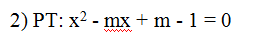 2) PT: x² - mx + m - 1 = 0